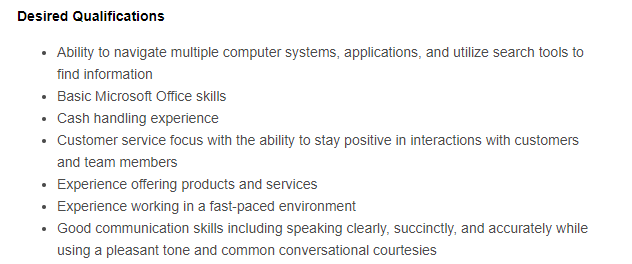 Desired Qualifications
• Ability to navigate multiple computer systems, applications, and utilize search tools to
find information
• Basic Microsoft Office skills
• Cash handling experience
• Customer service focus with the ability to stay positive in interactions with customers
and team members
• Experience offering products and services
• Experience working in a fast-paced environment
• Good communication skills including speaking clearly, succinctly, and accurately while
using a pleasant tone and common conversational courtesies